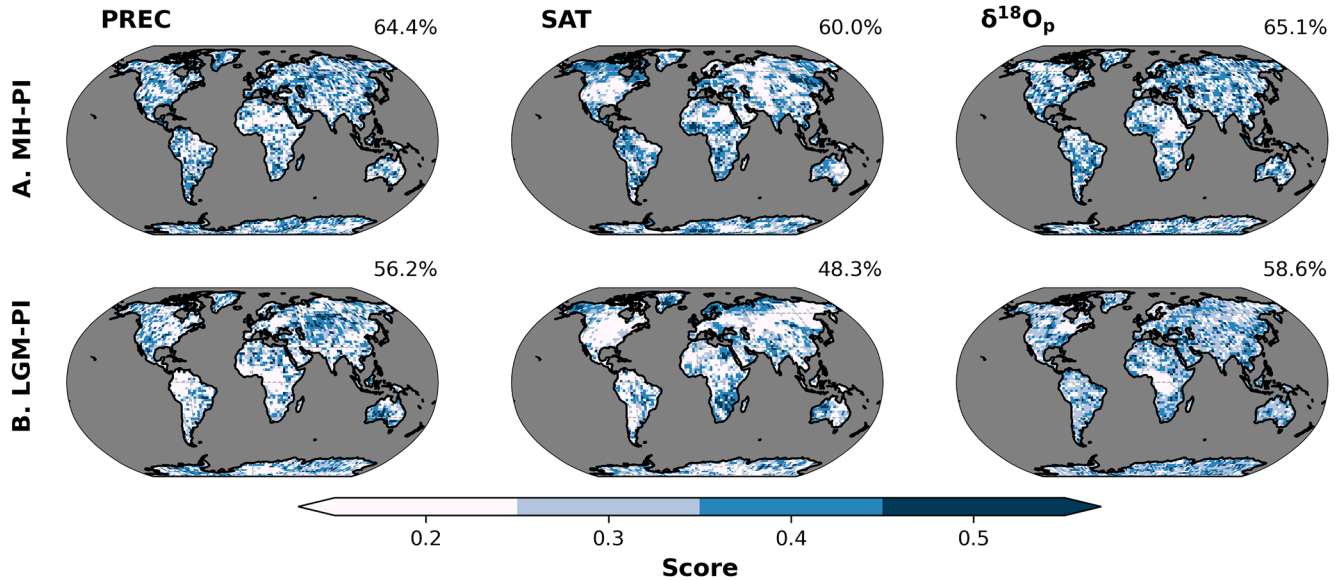 PREC
64.4%
SAT
60.0%
δ¹⁸Oₚ
65.1%
A. MH-PI
56.2%
48.3%
58.6%
B. LGM-PI
0.2
0.3
0.4
0.5
Score